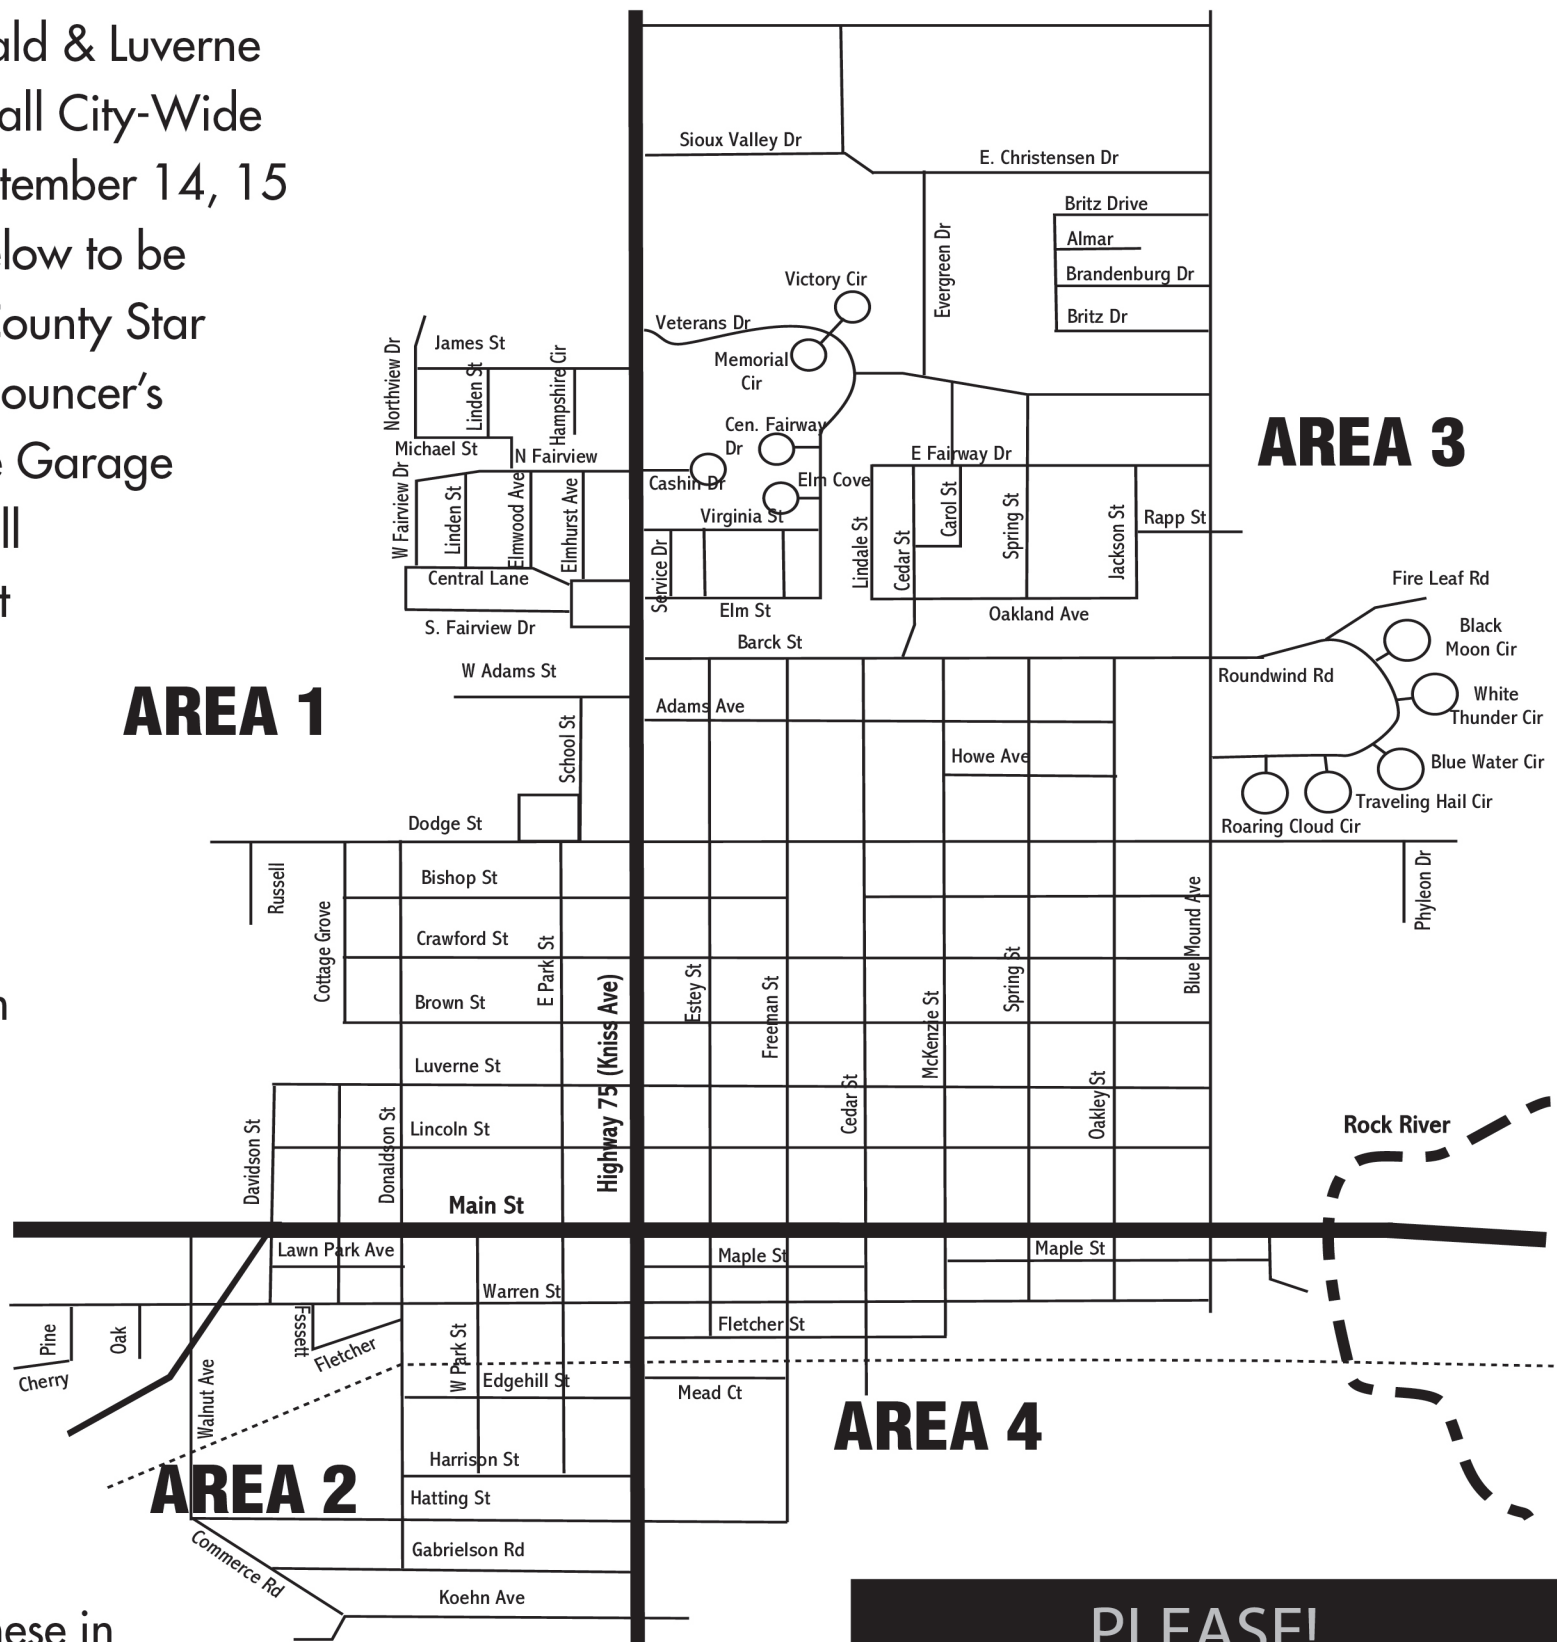 ald & Luverne
all City-Wide
tember 14, 15
elow to be
County Star
ouncer's
e Garage
ll
t
n
nese in
Sioux Valley Dr
E. Christensen Dr
Britz Drive
Almar
Brandenburg Dr
Britz Dr
Evergreen Dr
Victory Cir
Veterans Dr
Memorial
Cir
James St
Northview Dr
Linden St
Hampshire Cir
Michael St
N Fairview
Cen. Fairway
Dr
Cashin Dr
Elm Cove
E Fairway Dr
AREA 3
W Fairview Dr
Linden St
Elmwood Ave
Elmhurst Ave
Virginia St
Service Dr
Lindale St
Cedar St
Carol St
Spring St
Jackson St
Rapp St
Central Lane
Elm St
Oakland Ave
S. Fairview Dr
Barck St
Fire Leaf Rd
Black
Moon Cir
Roundwind Rd
White
Thunder Cir
Blue Water Cir
Traveling Hail Cir
Roaring Cloud Cir
W Adams St
AREA 1
Adams Ave
School St
Howe Ave
Dodge St
Russell
Bishop St
Cottage Grove
Crawford St
E Park St
Brown St
Highway 75 (Kniss Ave)
Estey St
Freeman St
Cedar St
McKenzie St
Spring St
Oakley St
Blue Mound Ave
Phyleon Dr
Luverne St
Davidson St
Donaldson St
Lincoln St
Rock River
Main St
Lawn Park Ave
Maple St
Maple St
Warren St
Fletcher St
Pine
Oak
Cherry
Fsssett
Fletcher
Walnut Ave
W Park St
Edgehill St
Mead Ct
AREA 4
Harrison St
AREA 2
Hatting St
Commerce Rd
Gabrielson Rd
Koehn Ave
PLEASE!